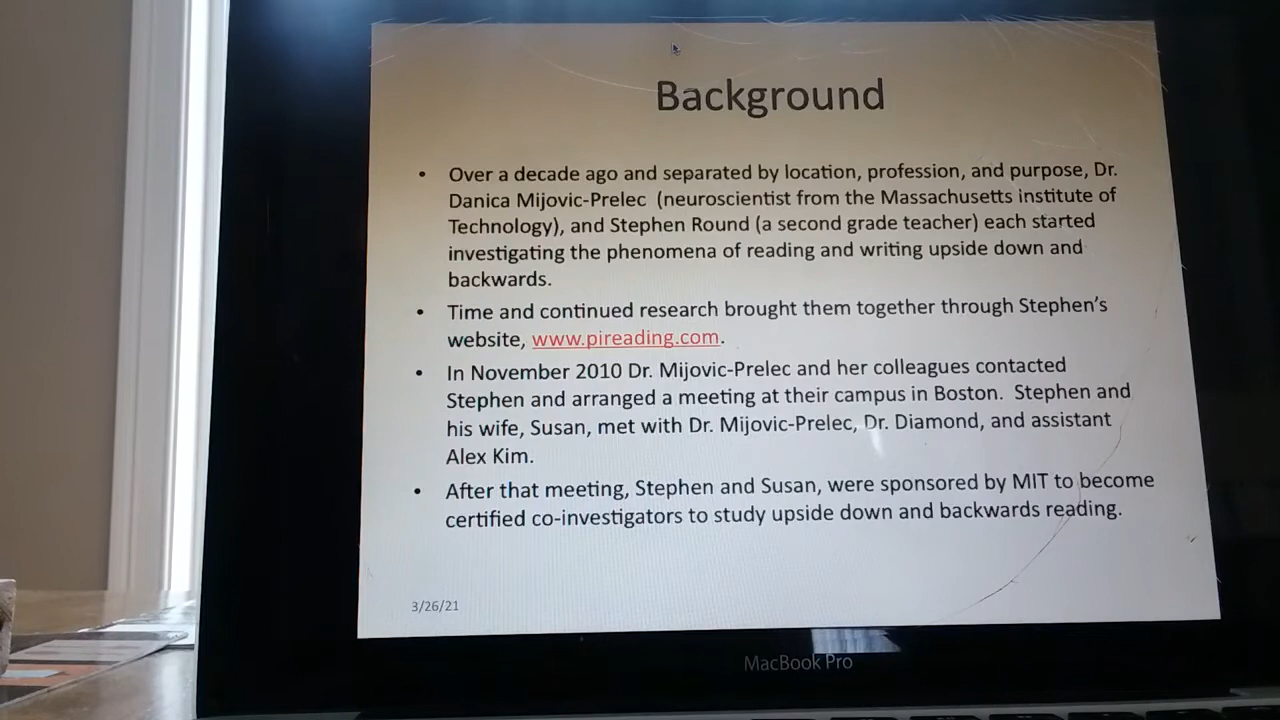 Background
• Over a decade ago and separated by location, profession, and purpose, Dr.
Danica Mijovic-Prelec (neuroscientist from the Massachusetts institute of
Technology), and Stephen Round (a second grade teacher) each started
investigating the phenomena of reading and writing upside down and
backwards.
• Time and continued research brought them together through Stephen's
website, www.pireading.com.
• In November 2010 Dr. Mijovic-Prelec and her colleagues contacted
Stephen and arranged a meeting at their campus in Boston. Stephen and
his wife, Susan, met with Dr. Mijovic-Prelec, Dr. Diamond, and assistant
Alex Kim.
• After that meeting, Stephen and Susan, were sponsored by MIT to become
certified co-investigators to study upside down and backwards reading.
3/26/21
MacBook Pro